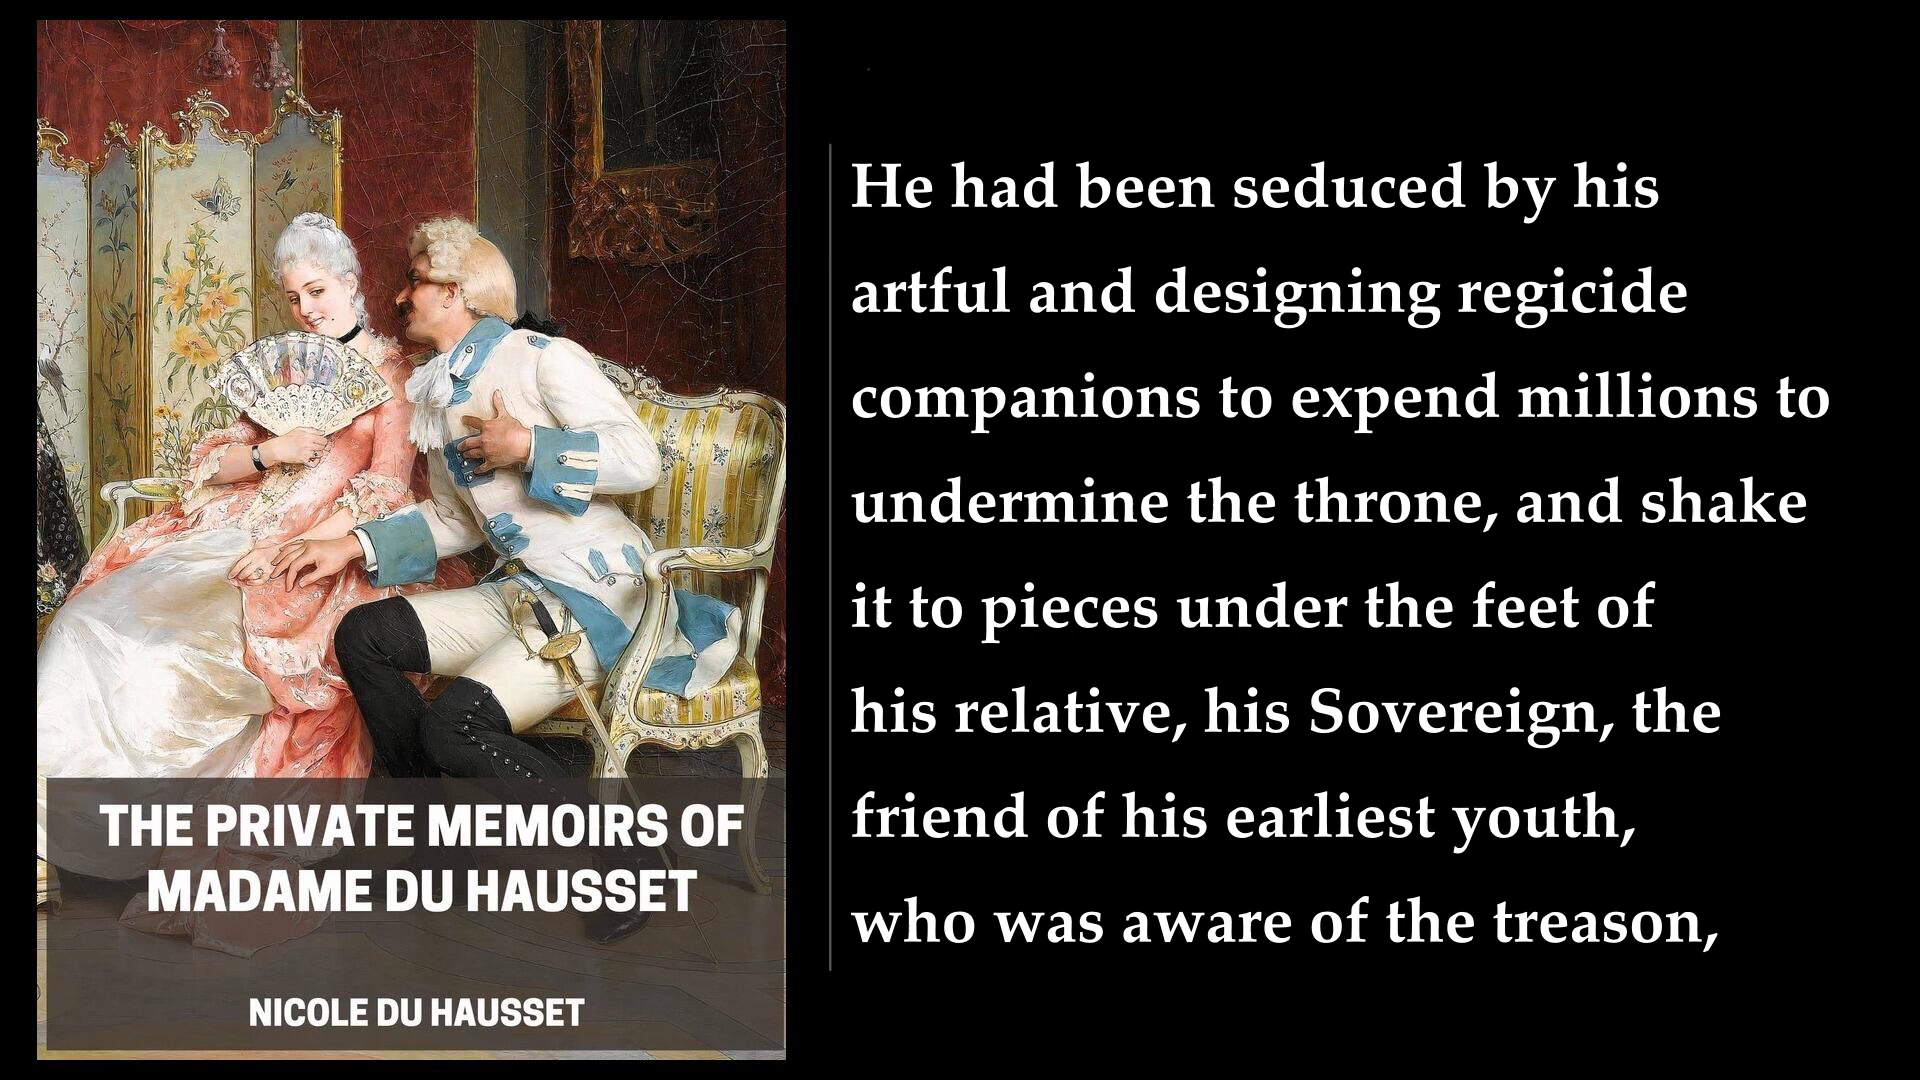 THE PRIVATE MEMOIRS OF
MADAME DU HAUSSET
NICOLE DU HAUSSET
He had been seduced by his
artful and designing regicide
companions to expend millions to
undermine the throne, and shake
it to pieces under the feet of
his relative, his Sovereign, the
friend of his earliest youth,
who was aware of the treason,